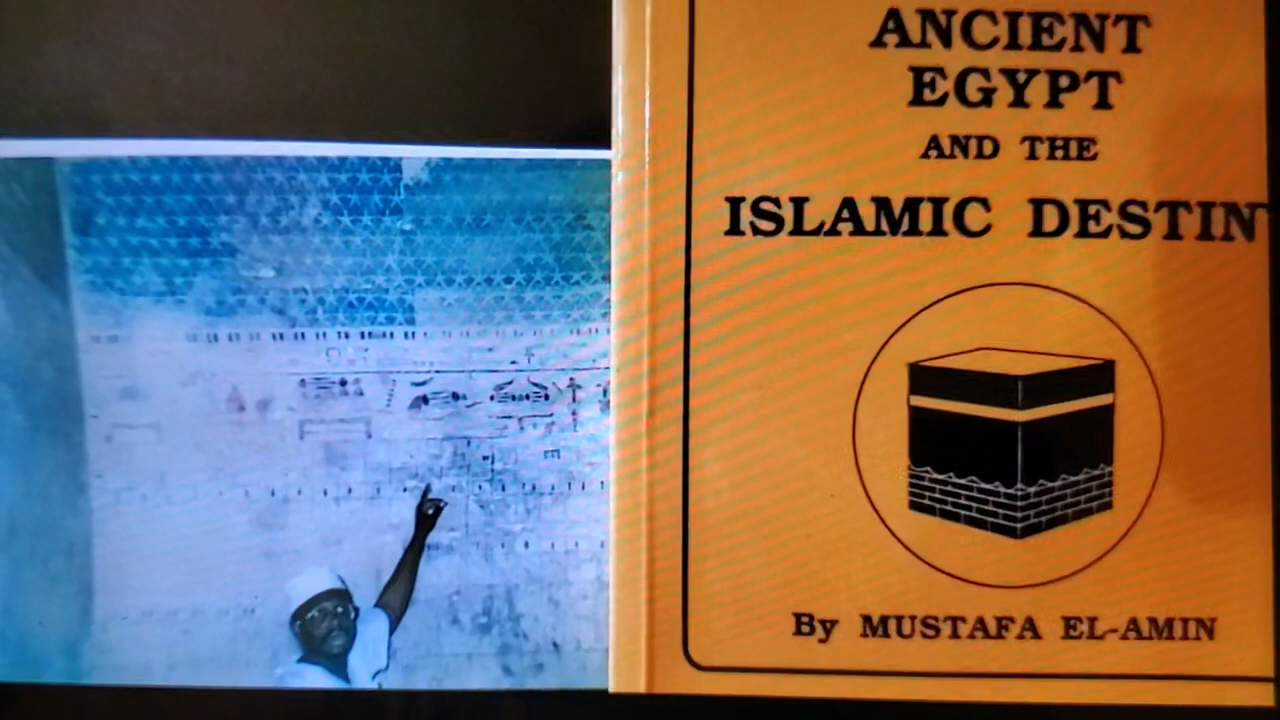 ANCIENT
EGYPT
AND THE
ISLAMIC DESTIN
By MUSTAFA EL-AMIN